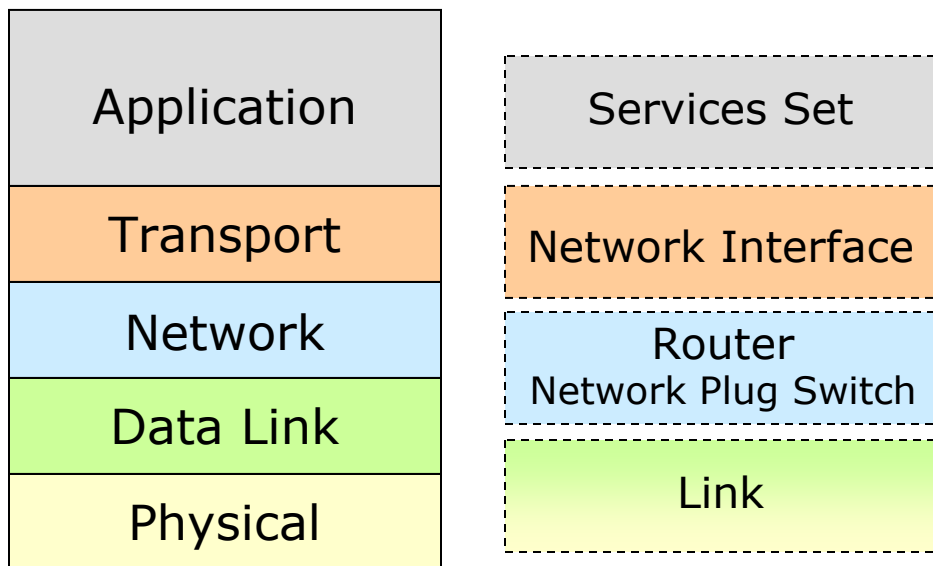 Application
Transport
Network
Data Link
Physical
Services Set
Network Interface
Router
Network Plug Switch
Link